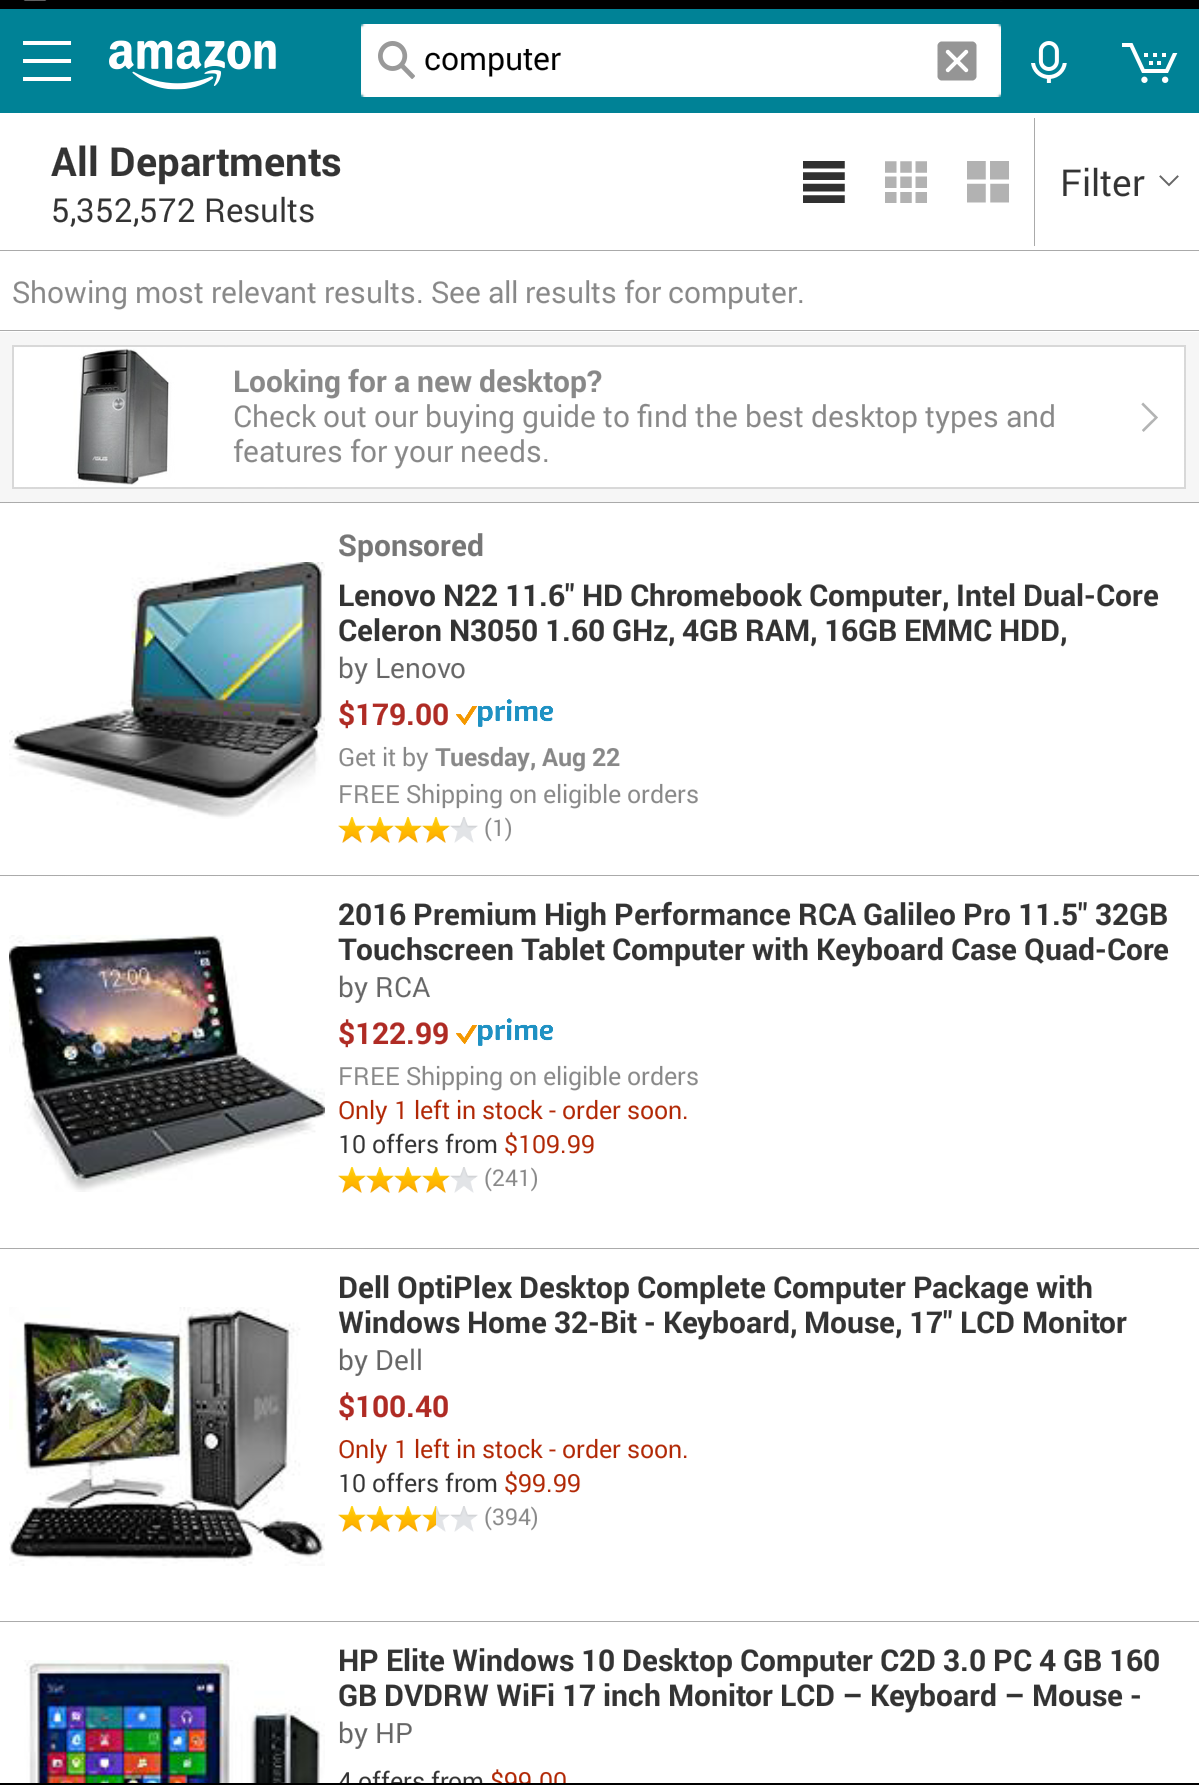 amazon
computer
All Departments
5,352,572 Results
Filter
Showing most relevant results. See all results for computer.
Looking for a new desktop?
Check out our buying guide to find the best desktop types and
features for your needs.
Sponsored
Lenovo N22 11.6" HD Chromebook Computer, Intel Dual-Core
Celeron N3050 1.60 GHz, 4GB RAM, 16GB EMMC HDD,
by Lenovo
$179.00 prime
Get it by Tuesday, Aug 22
FREE Shipping on eligible orders
(1)
12:00
2016 Premium High Performance RCA Galileo Pro 11.5" 32GB
Touchscreen Tablet Computer with Keyboard Case Quad-Core
by RCA
$122.99 prime
FREE Shipping on eligible orders
Only 1 left in stock - order soon.
10 offers from $109.99
(241)
Dell OptiPlex Desktop Complete Computer Package with
Windows Home 32-Bit - Keyboard, Mouse, 17" LCD Monitor
by Dell
$100.40
Only 1 left in stock - order soon.
10 offers from $99.99
(394)
HP Elite Windows 10 Desktop Computer C2D 3.0 PC 4 GB 160
GB DVDRW WiFi 17 inch Monitor LCD – Keyboard – Mouse -
by HP
4 offers from $99.00